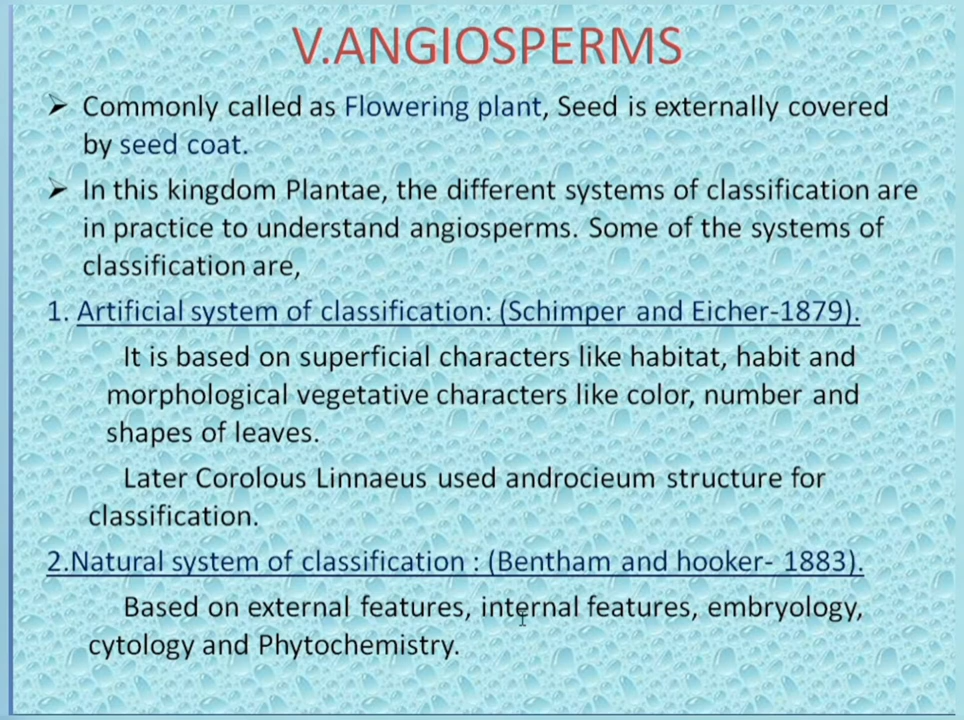 V.ANGIOSPERMS
➢ Commonly called as Flowering plant, Seed is externally covered
by seed coat.
➢ In this kingdom Plantae, the different systems of classification are
in practice to understand angiosperms. Some of the systems of
classification are,
1. Artificial system of classification: (Schimper and Eicher-1879).
It is based on superficial characters like habitat, habit and
morphological vegetative characters like color, number and
shapes of leaves.
Later Corolous Linnaeus used androcieum structure for
classification.
2.Natural system of classification : (Bentham and hooker- 1883).
Based on external features, internal features, embryology,
cytology and Phytochemistry.